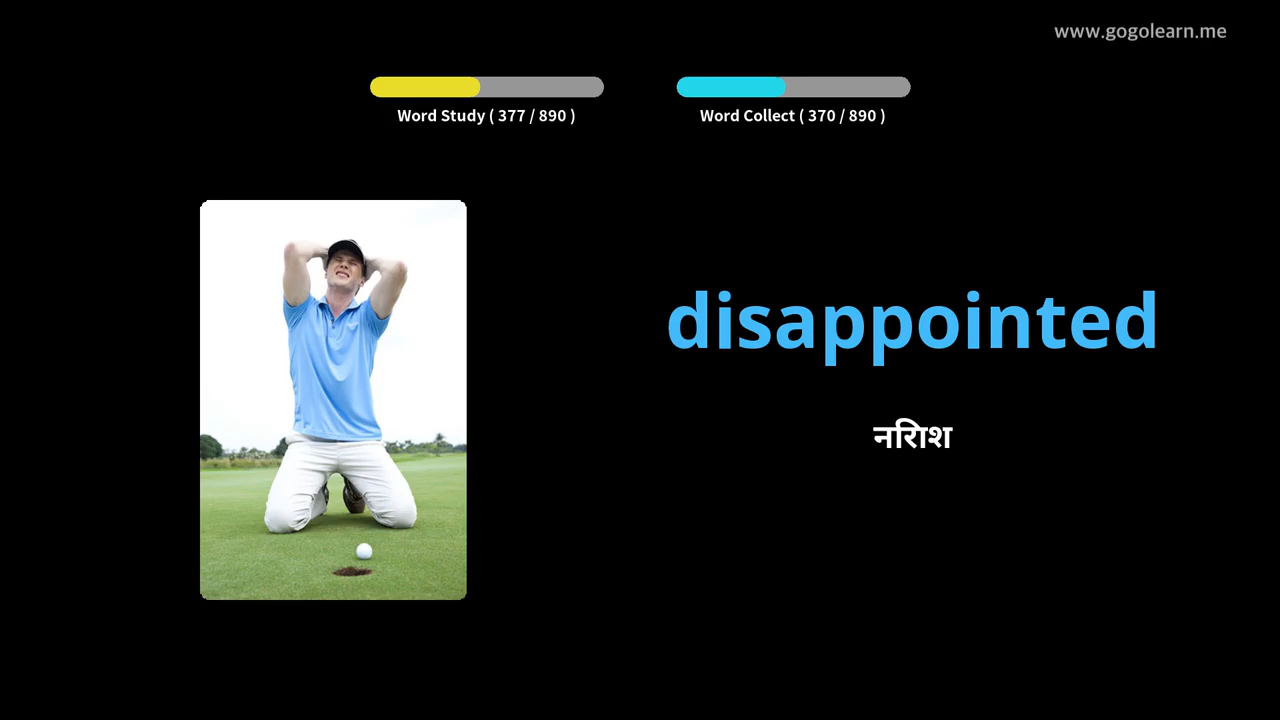 www.gogolearn.me
Word Study ( 377 / 890 )
Word Collect ( 370 / 890 )
disappointed
निराश